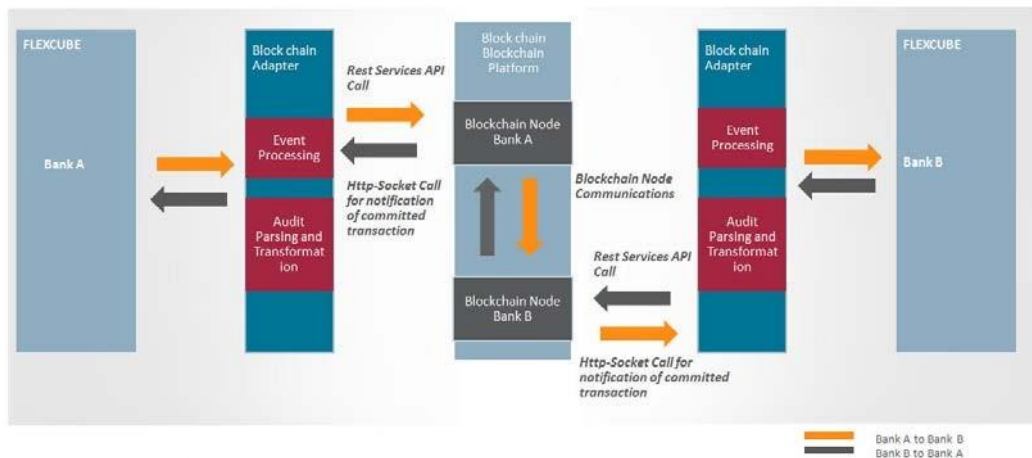 FLEXCUBE
Bank A
Block chain
Adapter
Event
Processing
Audit
Parsing and
Transformat
ion
Rest Services API
Call
Http-Socket Call
for notification
of committed
transaction
Block chain
Blockchain
Platform
Blockchain Node
Bank A
Blockchain Node
Communications
Blockchain Node
Bank B
Rest Services API
Call
Http-Socket Call for
notification of committed
transaction
Block chain
Adapter
Event
Processing
Audit
Parsing and
Transformat
ion
FLEXCUBE
Bank B
Bank A to Bank B
Bank B to Bank A